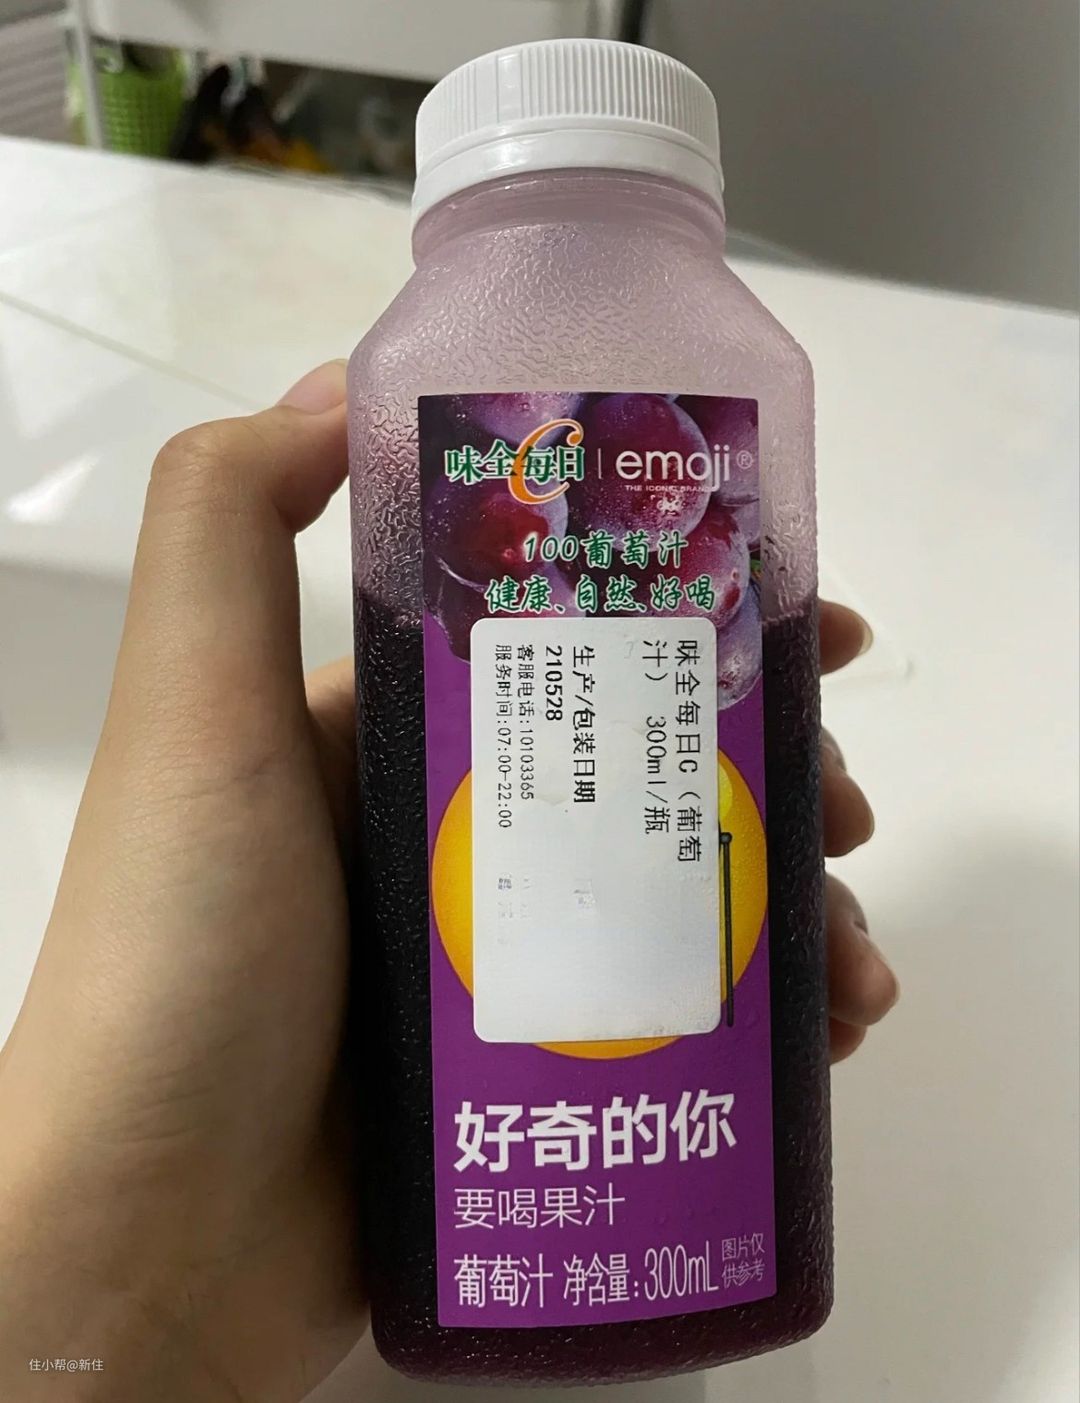 味全每日C | emoji®
THE ICONIC BRAND
100葡萄汁
健康、自然、好喝
味全每日C（葡萄
汁） 300ml/瓶
生产/包装日期
210528
客服电话:10103365
服务时间:07:00-22:00
好奇的你
要喝果汁
葡萄汁 净含量:300mL
图片仅
供参考
住小帮@新住